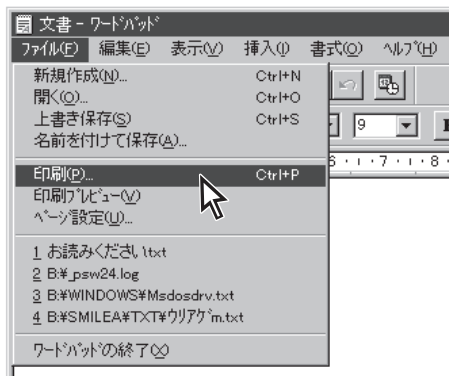 文書 - ワードパッド
ファイル(F) 編集(E) 表示(V) 挿入(I) 書式(O) ヘルプ(H)
新規作成(N)... Ctrl+N
開く(O)... Ctrl+O
上書き保存(S) Ctrl+S
名前を付けて保存(A)...
9
印刷(P)... Ctrl+P
6 7 8
印刷プレビュー(V)
ページ設定(U)...
1 お読みください\txt
2 B:¥_psw24.log
3 B:¥WINDOWS¥Msdosdrv.txt
4 B:¥SMILEA¥TXT¥ウリアゲm.txt
ワードパッドの終了(X)